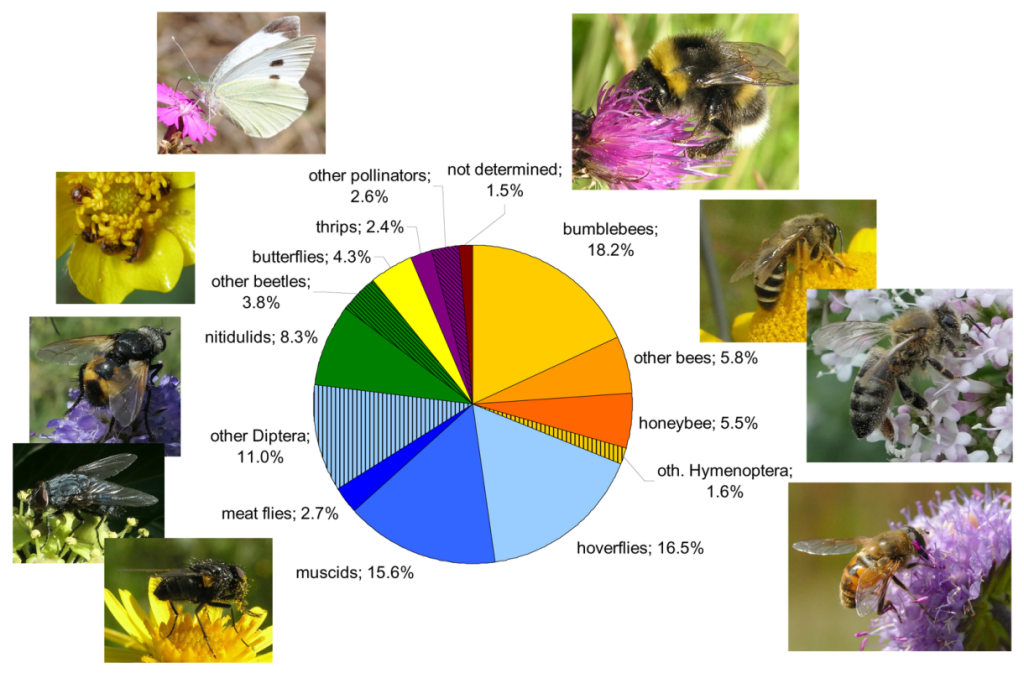 not determined;
1.5%
other pollinators;
2.6%
thrips; 2.4%
butterflies; 4.3%
other beetles;
3.8%
nitidulids; 8.3%
other Diptera;
11.0%
meat flies; 2.7%
muscids; 15.6%
bumblebees;
18.2%
other bees; 5.8%
honeybee; 5.5%
oth. Hymenoptera;
1.6%
hoverflies; 16.5%